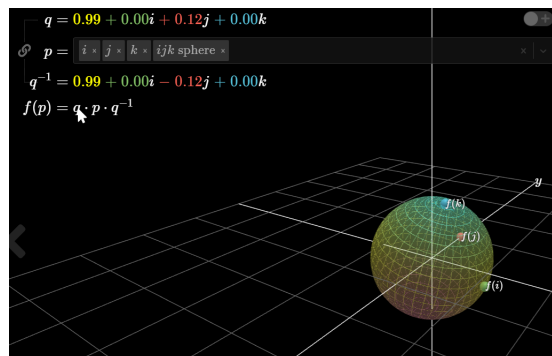 q = 0.99 + 0.00i + 0.12j + 0.00k
p = i × j × k × ijk sphere × ×
q⁻¹ = 0.99 + 0.00i − 0.12j + 0.00k
f(p) = q · p · q⁻¹
y
f(k)
f(j)
f(i)